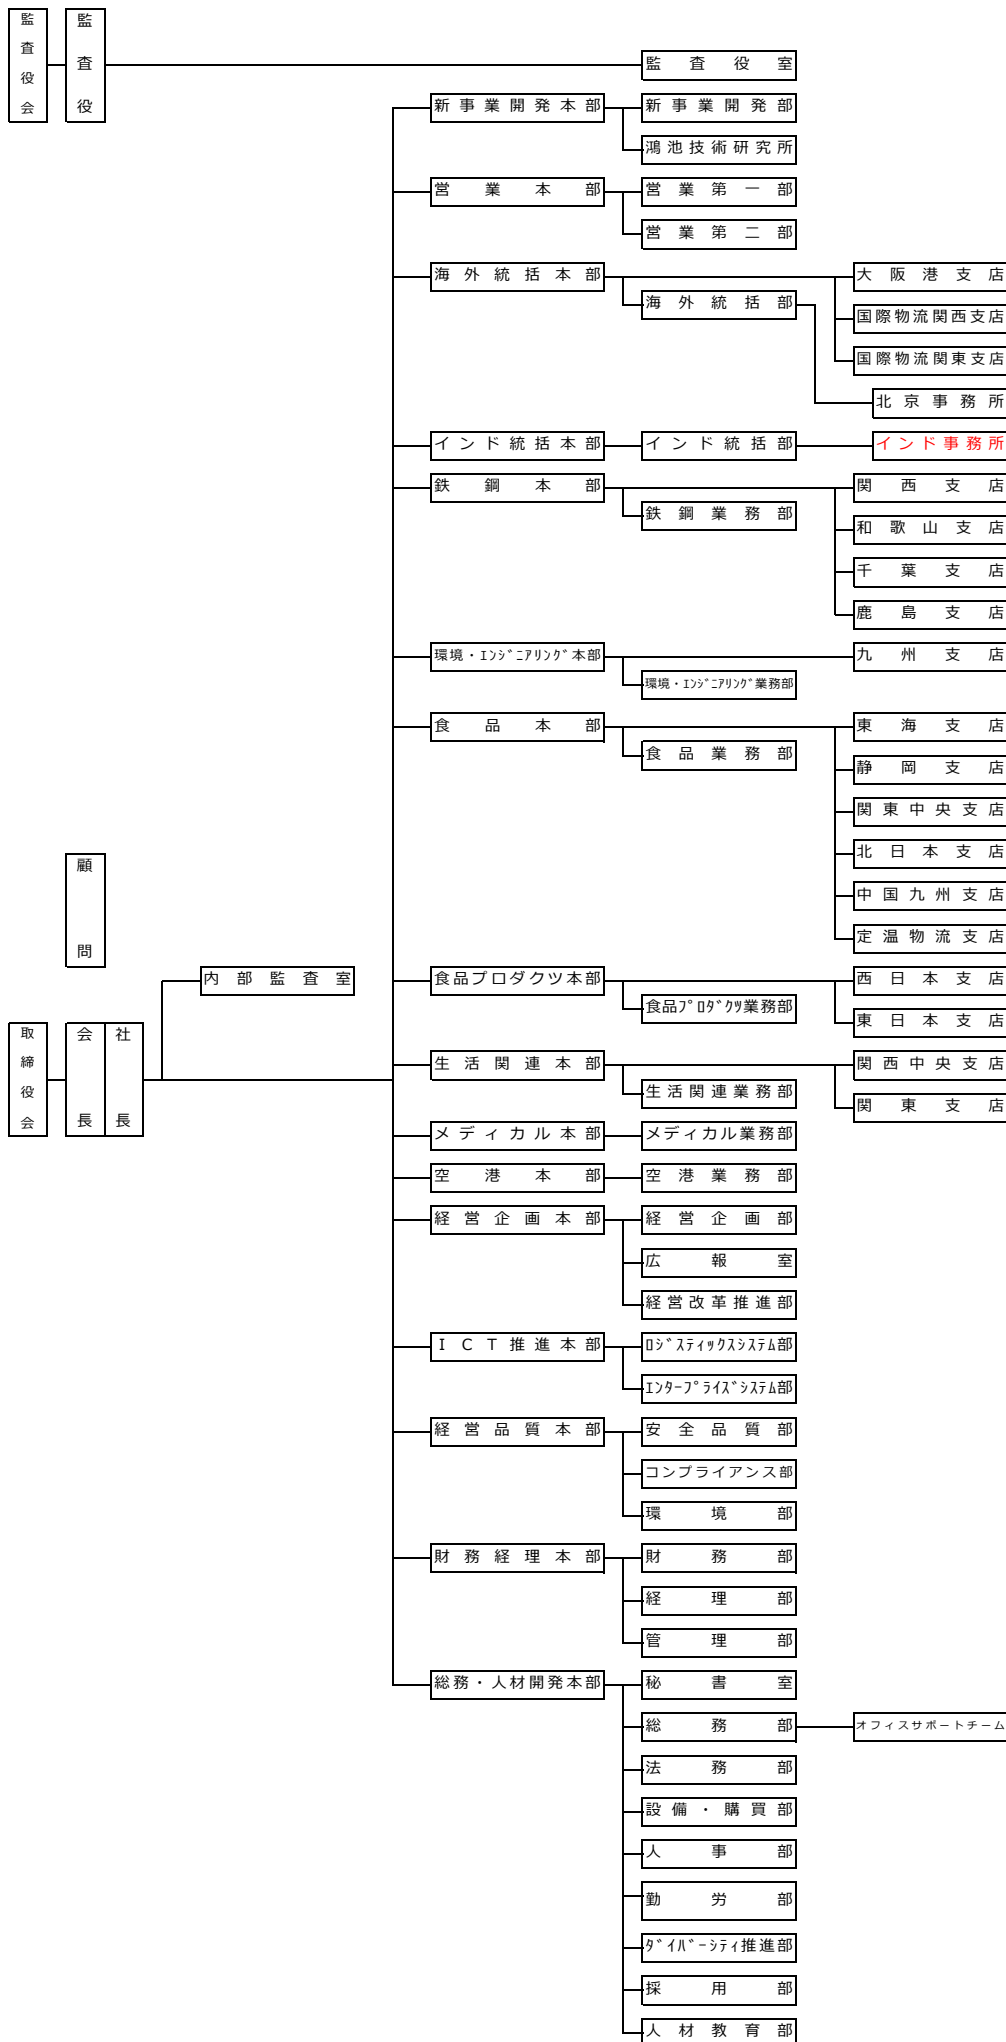 監査役会
監査役
監査役室
新事業開発本部
新事業開発部
鴻池技術研究所
営業本部
営業第一部
営業第二部
海外統括本部
大阪港支店
海外統括部
国際物流関西支店
国際物流関東支店
北京事務所
インド統括本部
インド統括部
インド事務所
鉄鋼本部
関西支店
鉄鋼業務部
和歌山支店
千葉支店
鹿島支店
環境・ｴﾝｼﾞﾆｱﾘﾝｸﾞ本部
九州支店
環境・ｴﾝｼﾞﾆｱﾘﾝｸﾞ業務部
食品本部
東海支店
食品業務部
静岡支店
関東中央支店
北日本支店
中国九州支店
定温物流支店
顧問
内部監査室
食品プロダクツ本部
西日本支店
食品ﾌﾟﾛﾀﾞｸﾂ業務部
東日本支店
取締役会
会長
社長
生活関連本部
関西中央支店
生活関連業務部
関東支店
メディカル本部
メディカル業務部
空港本部
空港業務部
経営企画本部
経営企画部
広報室
経営改革推進部
ＩＣＴ推進本部
ﾛｼﾞｽﾃｨｯｸｽｼｽﾃﾑ部
ｴﾝﾀｰﾌﾟﾗｲｽﾞｼｽﾃﾑ部
経営品質本部
安全品質部
コンプライアンス部
環境部
財務経理本部
財務部
経理部
管理部
総務・人材開発本部
秘書室
総務部
オフィスサポートチーム
法務部
設備・購買部
人事部
勤労部
ﾀﾞｲﾊﾞｰｼﾃｨ推進部
採用部
人材教育部